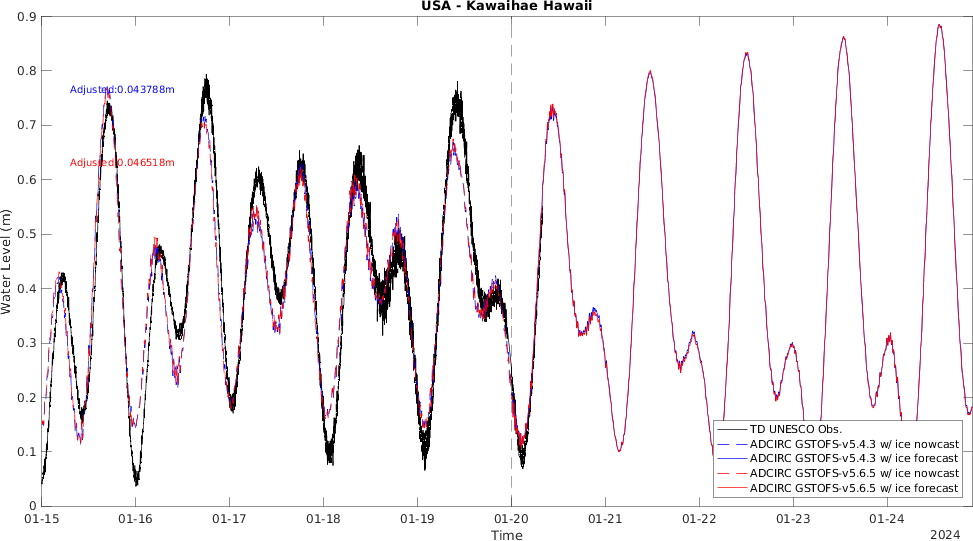 USA - Kawaihae Hawaii
0.9
0.8
Adjusted:0.043788m
0.7
Adjusted:0.046518m
0.6
0.5
Water Level (m)
0.4
0.3
0.2
0.1
0
TD UNESCO Obs.
ADCIRC GSTOFS-v5.4.3 w/ ice nowcast
ADCIRC GSTOFS-v5.4.3 w/ ice forecast
ADCIRC GSTOFS-v5.6.5 w/ ice nowcast
ADCIRC GSTOFS-v5.6.5 w/ ice forecast
01-15 01-16 01-17 01-18 01-19 01-20 01-21 01-22 01-23 01-24
Time
2024